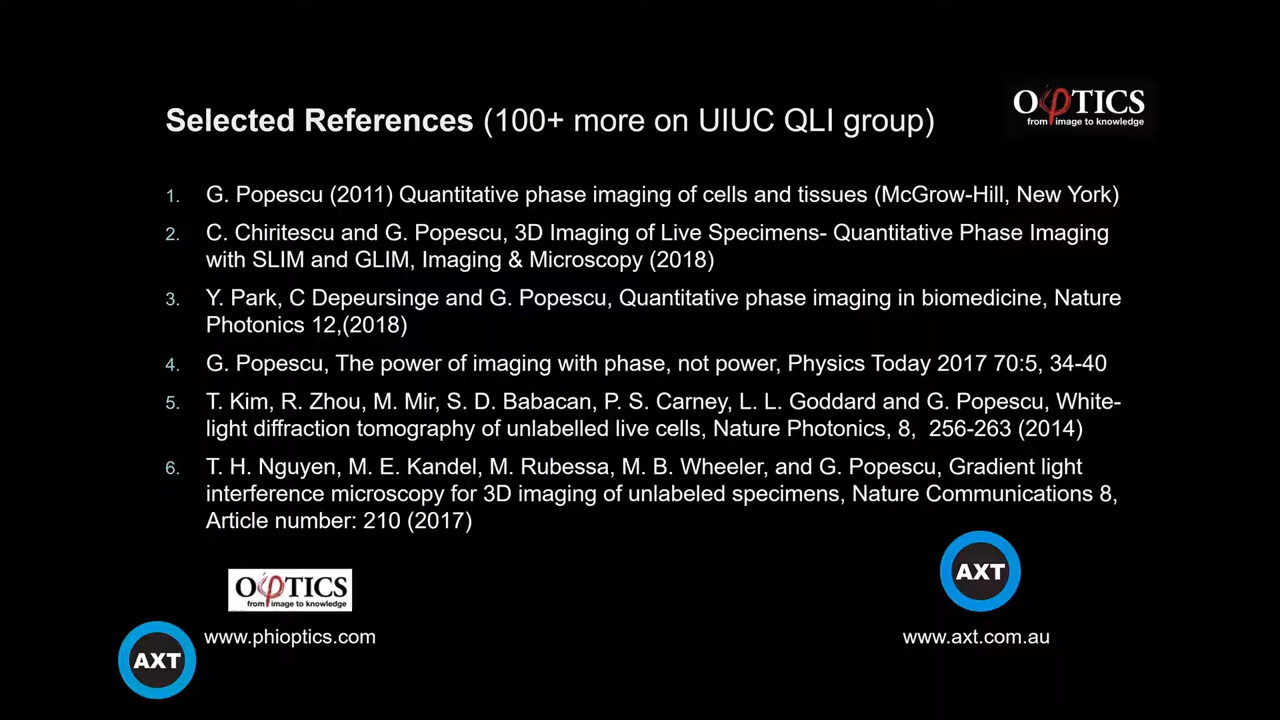 Selected References (100+ more on UIUC QLI group)
OφTICS
from image to knowledge
1. G. Popescu (2011) Quantitative phase imaging of cells and tissues (McGrow-Hill, New York)
2. C. Chiritescu and G. Popescu, 3D Imaging of Live Specimens- Quantitative Phase Imaging
with SLIM and GLIM, Imaging & Microscopy (2018)
3. Y. Park, C Depeursinge and G. Popescu, Quantitative phase imaging in biomedicine, Nature
Photonics 12,(2018)
4. G. Popescu, The power of imaging with phase, not power, Physics Today 2017 70:5, 34-40
5. T. Kim, R. Zhou, M. Mir, S. D. Babacan, P. S. Carney, L. L. Goddard and G. Popescu, White-
light diffraction tomography of unlabelled live cells, Nature Photonics, 8, 256-263 (2014)
6. T. H. Nguyen, M. E. Kandel, M. Rubessa, M. B. Wheeler, and G. Popescu, Gradient light
interference microscopy for 3D imaging of unlabeled specimens, Nature Communications 8,
Article number: 210 (2017)
OφTICS
from image to knowledge
AXT
www.phioptics.com
www.axt.com.au
AXT